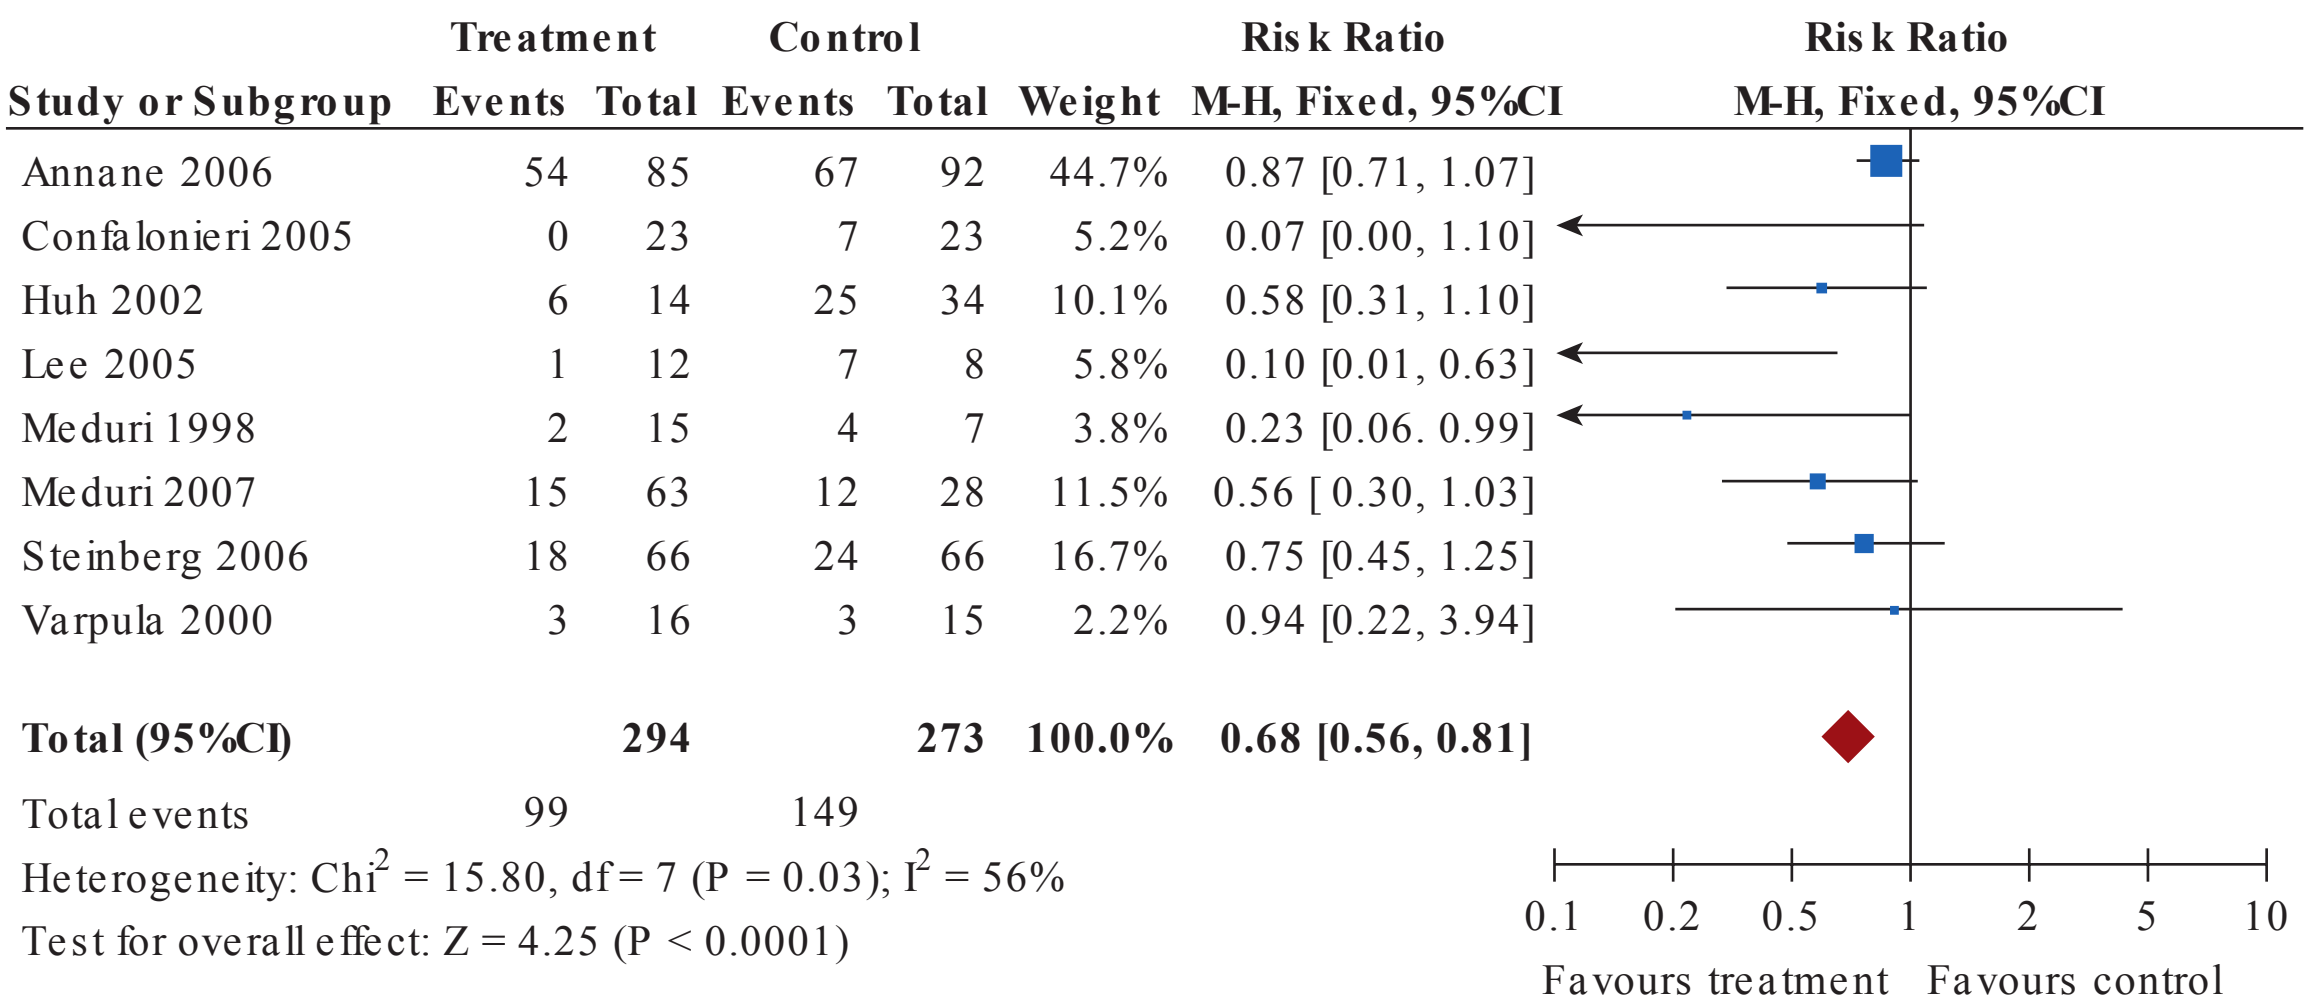 Treatment Control Risk Ratio Risk Ratio
Study or Subgroup Events Total Events Total Weight M-H, Fixed, 95%CI M-H, Fixed, 95%CI
Annane 2006 54 85 67 92 44.7% 0.87 [0.71, 1.07]
Confalonieri 2005 0 23 7 23 5.2% 0.07 [0.00, 1.10]
Huh 2002 6 14 25 34 10.1% 0.58 [0.31, 1.10]
Lee 2005 1 12 7 8 5.8% 0.10 [0.01, 0.63]
Meduri 1998 2 15 4 7 3.8% 0.23 [0.06. 0.99]
Meduri 2007 15 63 12 28 11.5% 0.56 [ 0.30, 1.03]
Steinberg 2006 18 66 24 66 16.7% 0.75 [0.45, 1.25]
Varpula 2000 3 16 3 15 2.2% 0.94 [0.22, 3.94]
Total (95%CI) 294 273 100.0% 0.68 [0.56, 0.81]
Total events 99 149
Heterogeneity: Chi² = 15.80, df = 7 (P = 0.03); I² = 56%
Test for overall effect: Z = 4.25 (P < 0.0001)
0.1 0.2 0.5 1 2 5 10
Favours treatment Favours control